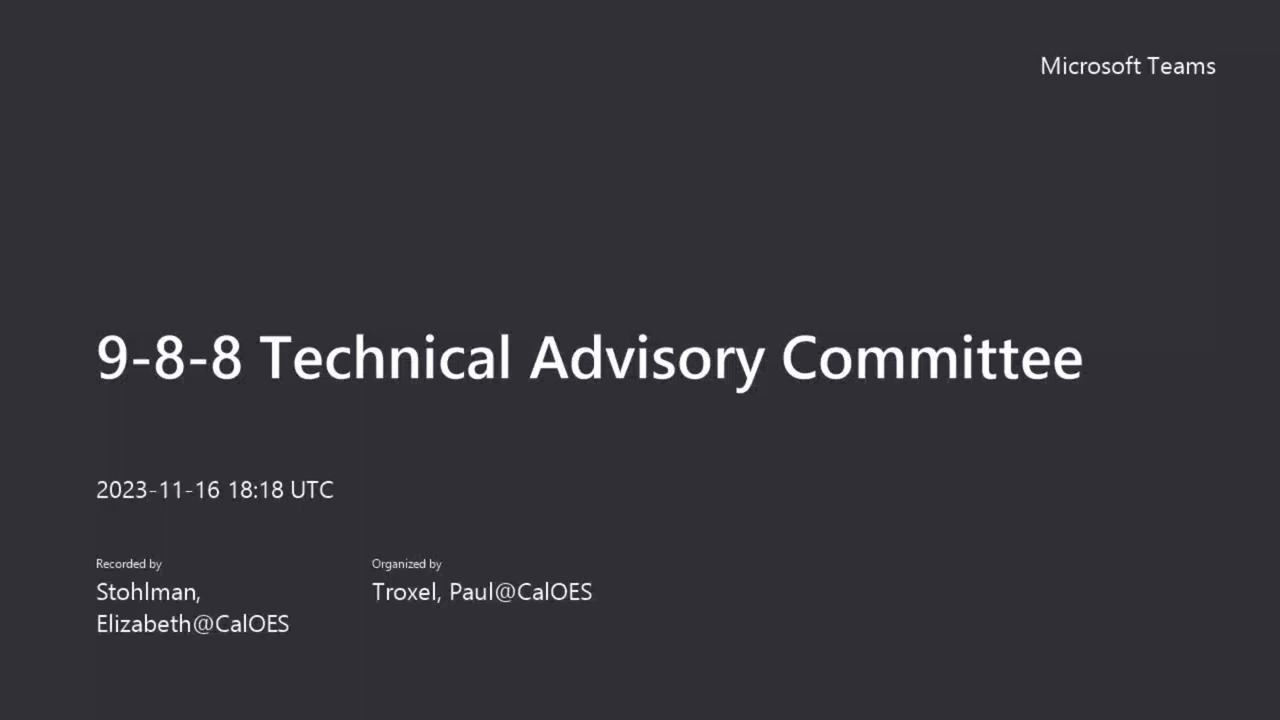 Microsoft Teams
9-8-8 Technical Advisory Committee
2023-11-16 18:18 UTC
Recorded by
Organized by
Stohlman,
Elizabeth@CalOES
Troxel, Paul@CalOES